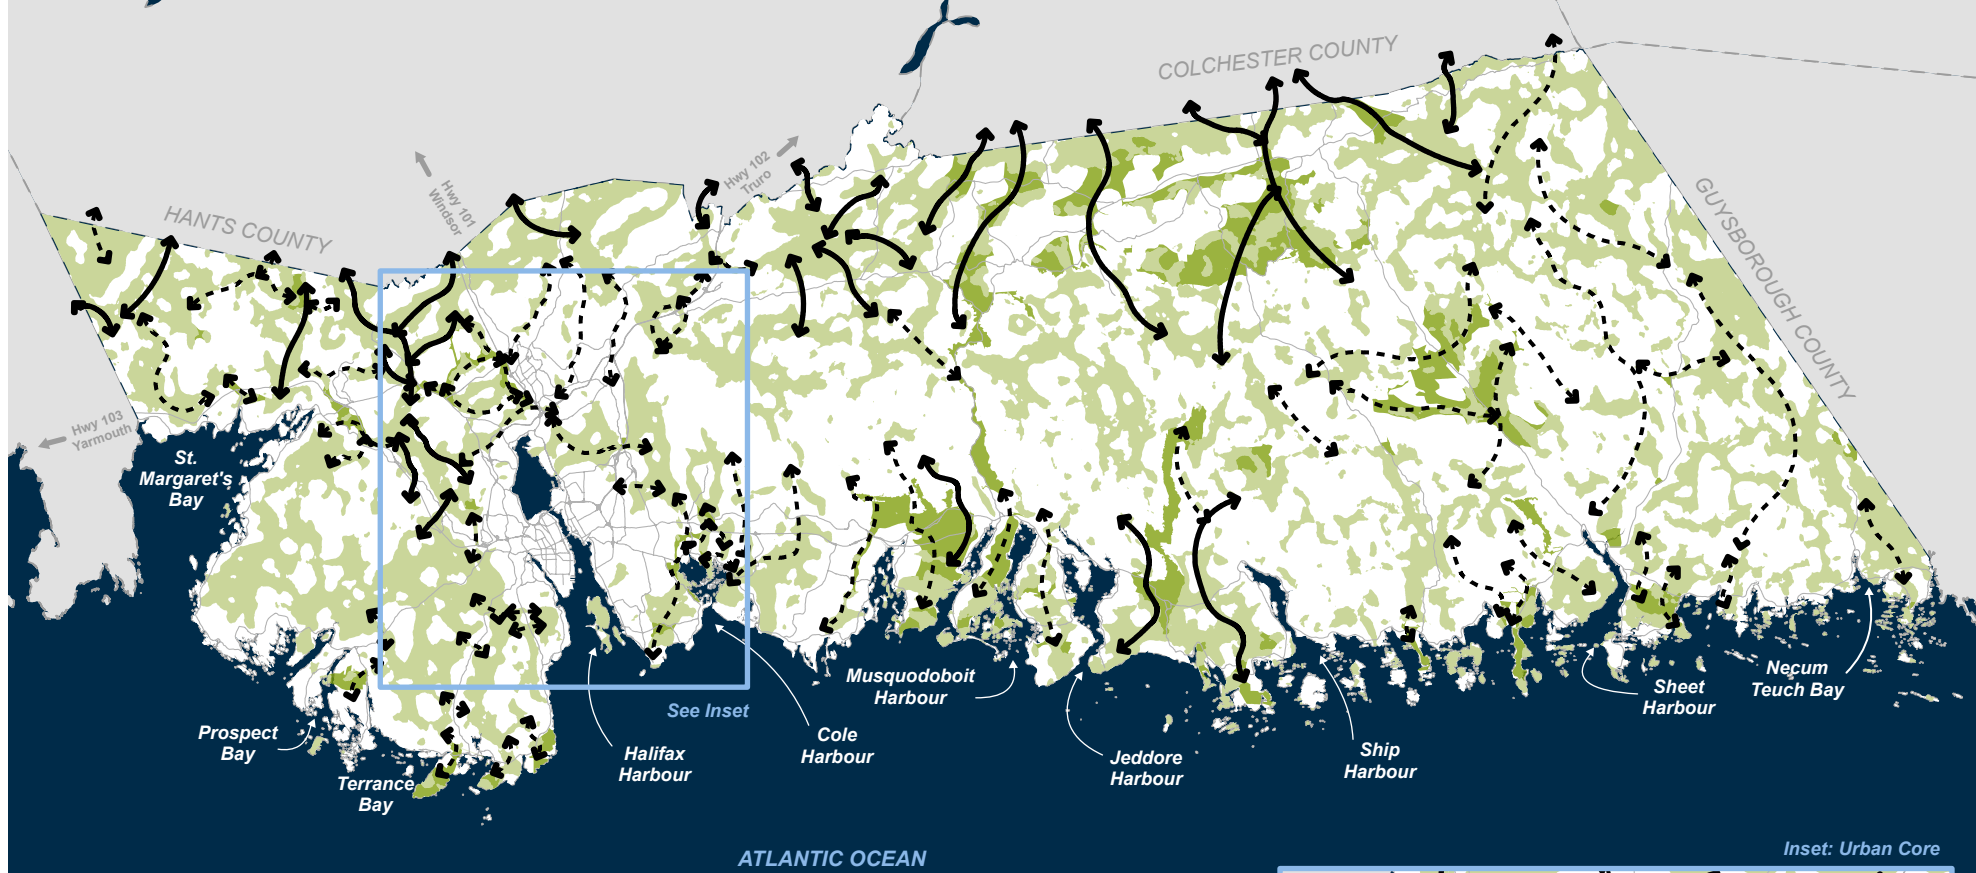 COLCHESTER COUNTY
Hwy 102
Truro
Hwy 101
Windsor
HANTS COUNTY
GUYSBOROUGH COUNTY
Hwy 103
Yarmouth
St.
Margaret's
Bay
Prospect
Bay
Terrance
Bay
See Inset
Halifax
Harbour
Cole
Harbour
Musquodoboit
Harbour
Jeddore
Harbour
Ship
Harbour
Sheet
Harbour
Necum
Teuch Bay
ATLANTIC OCEAN
Inset: Urban Core